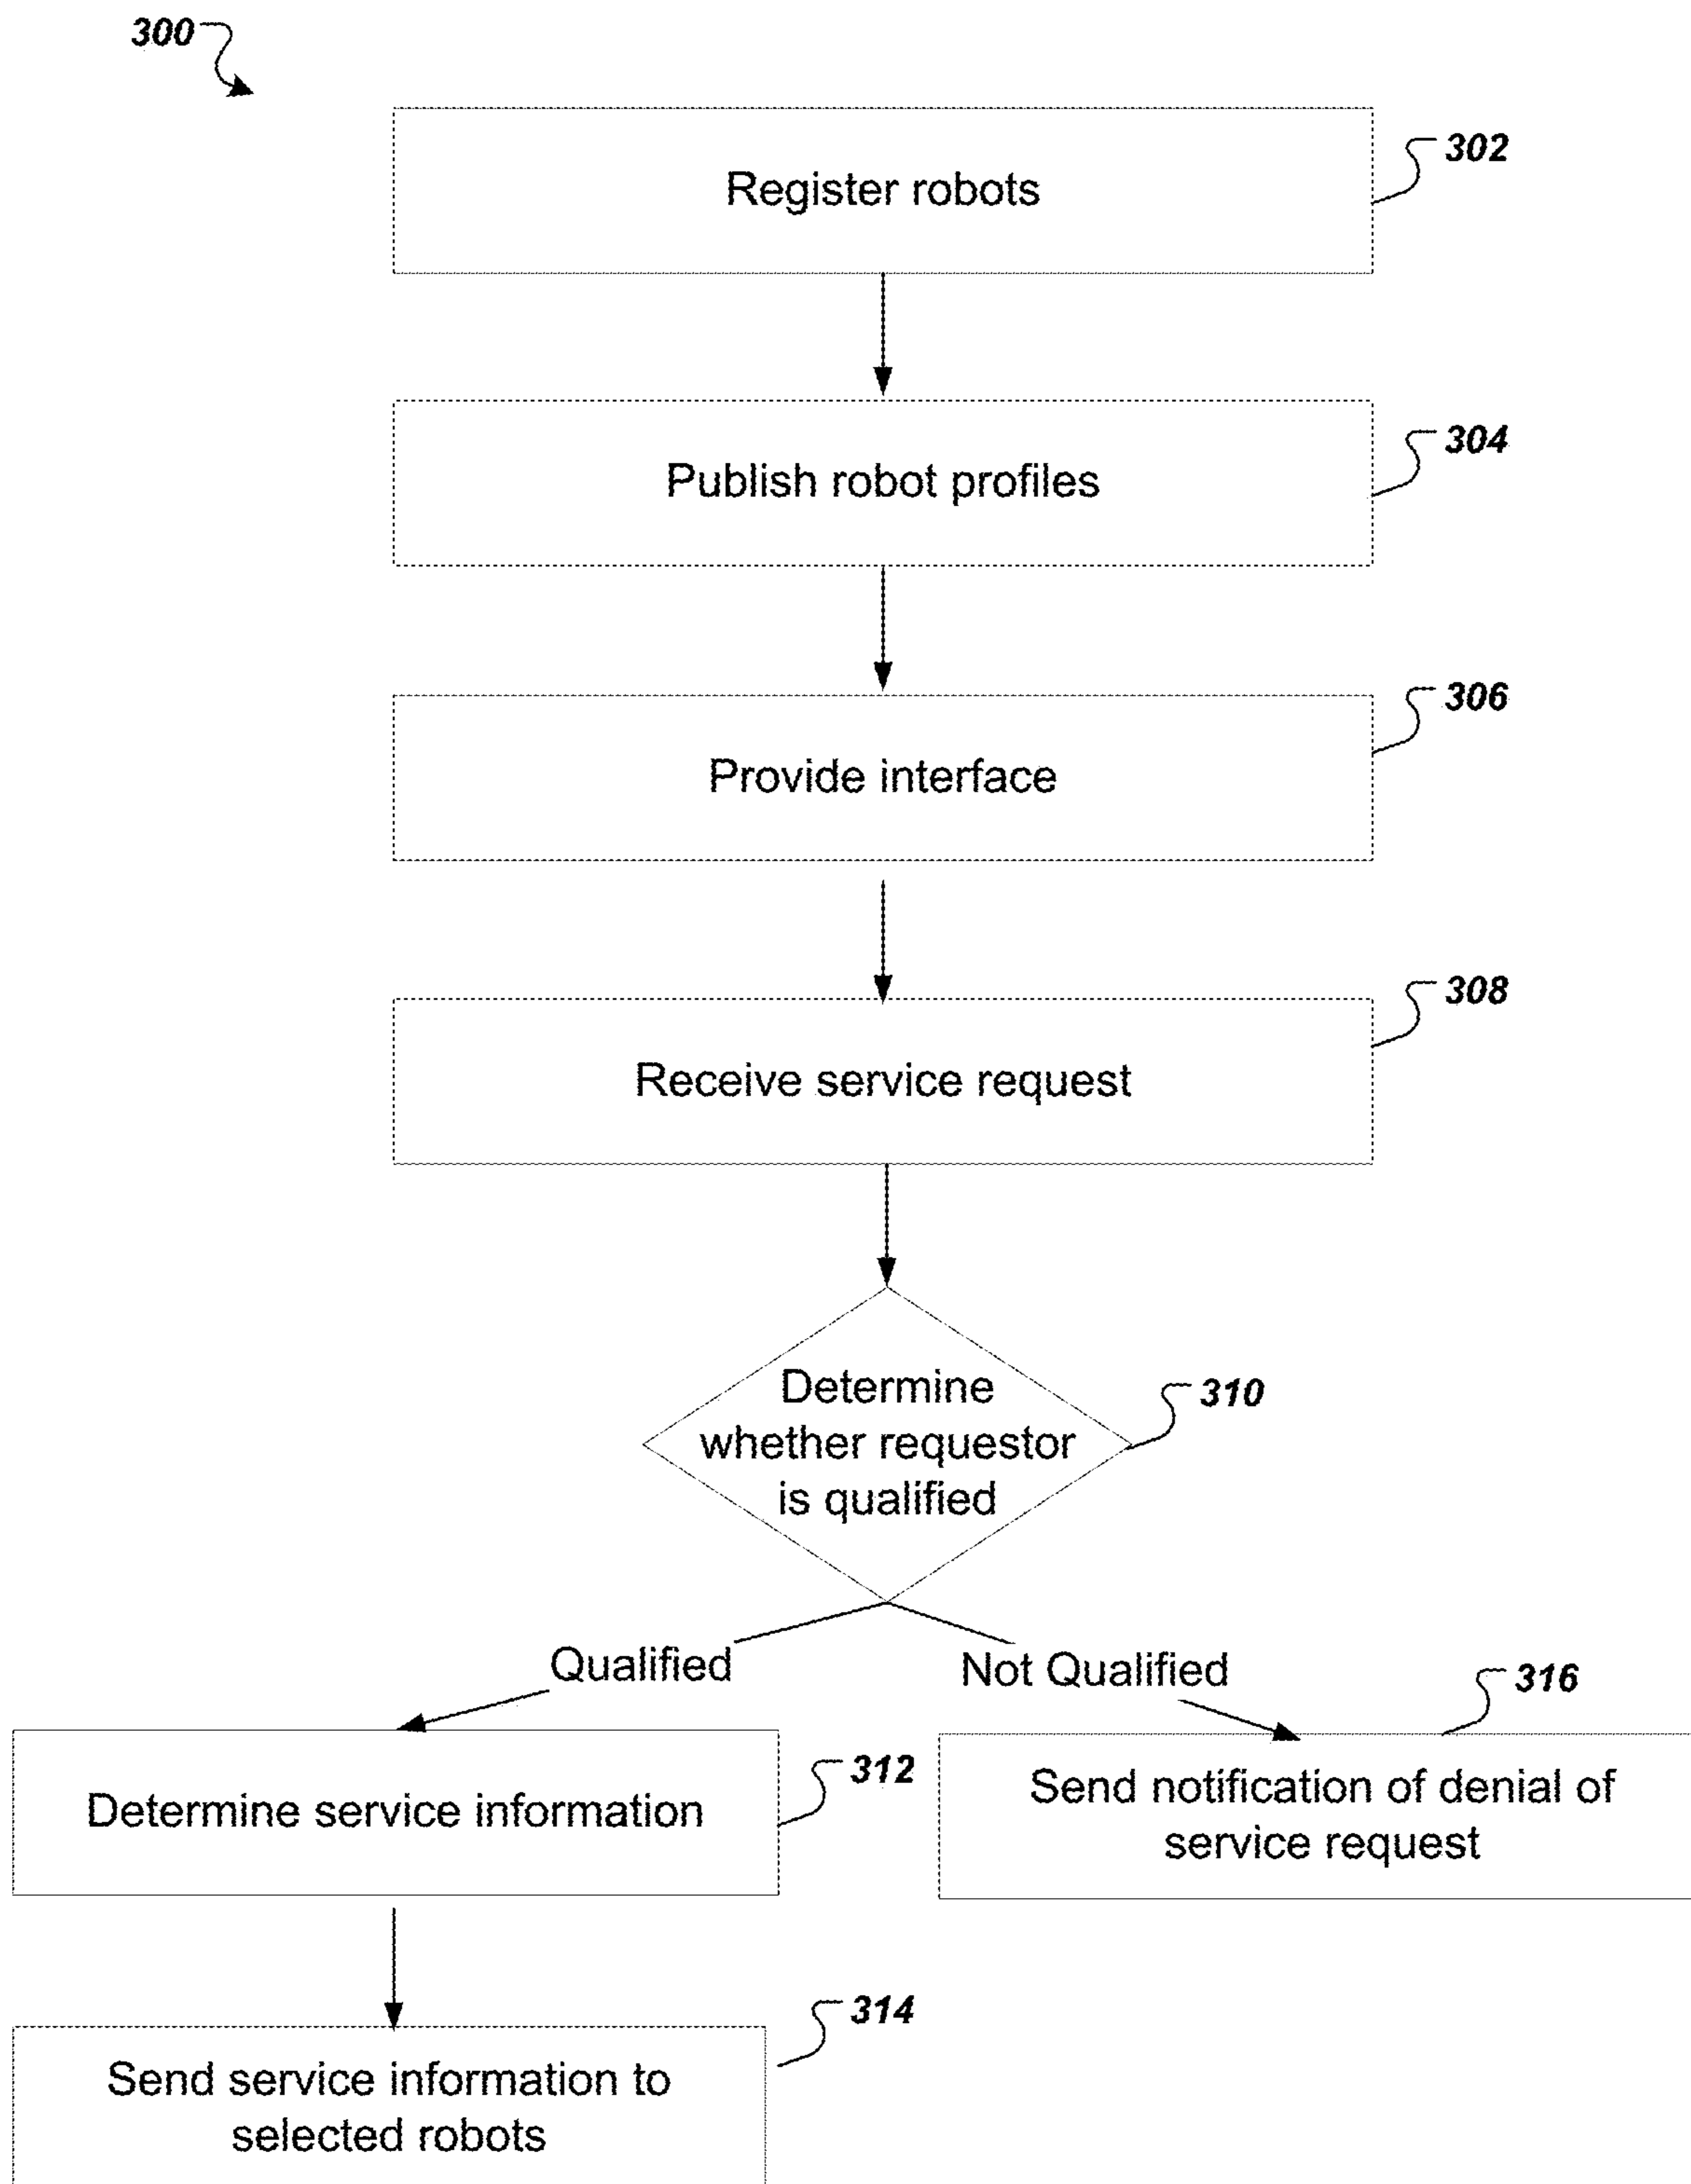 300
302
Register robots
304
Publish robot profiles
306
Provide interface
308
Receive service request
Determine
310
whether requestor
is qualified
Qualified
Not Qualified
316
312
Determine service information
Send notification of denial of
service request
314
Send service information to
selected robots